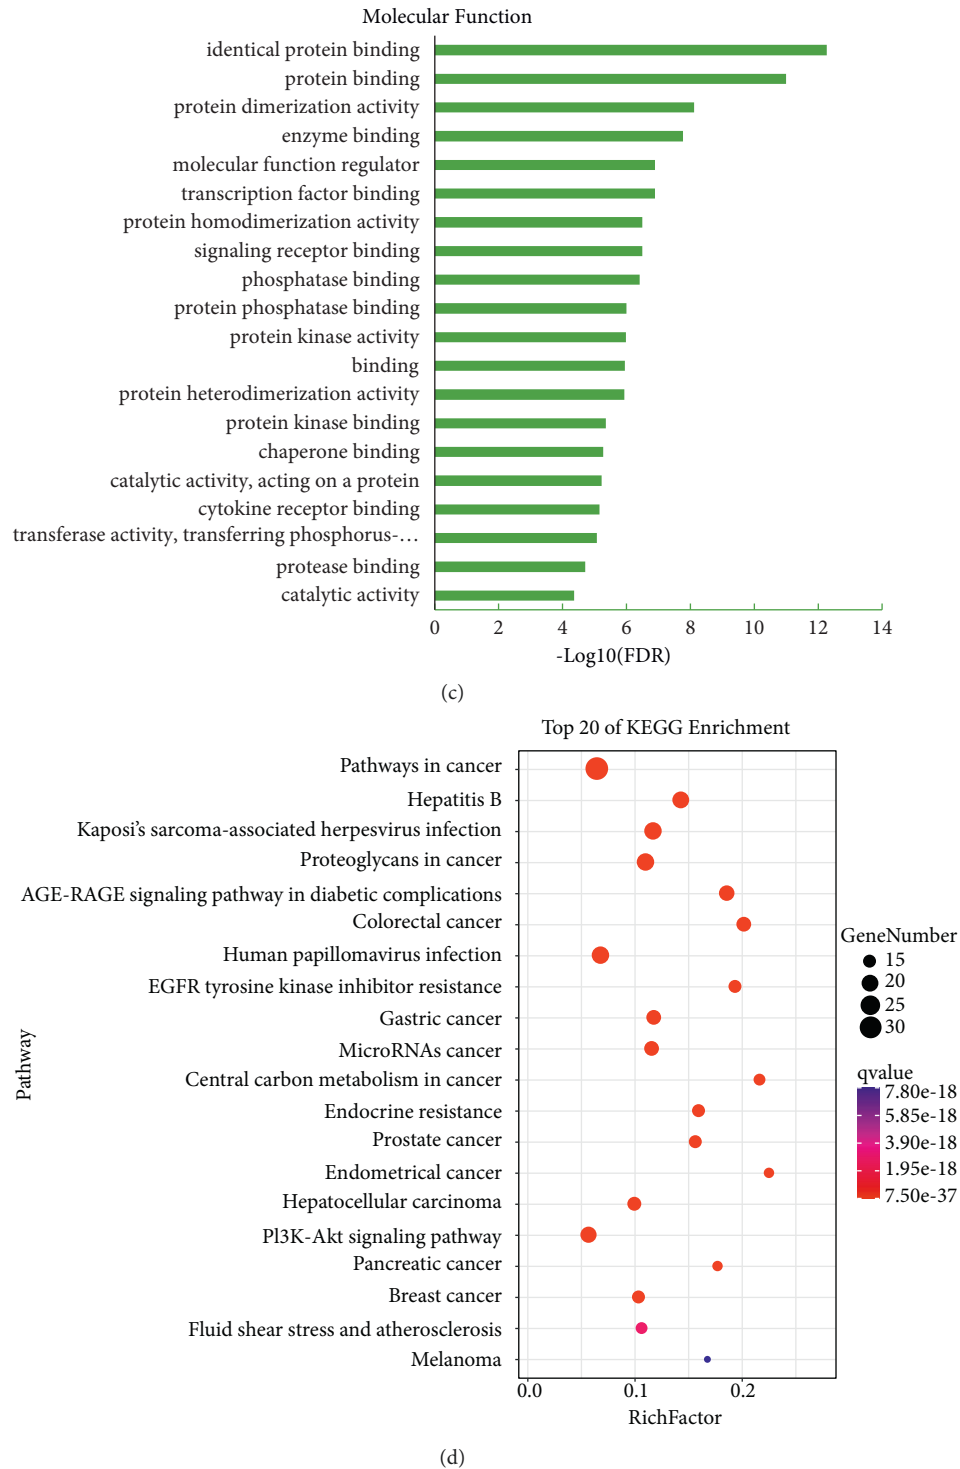 Molecular Function
identical protein binding
protein binding
protein dimerization activity
enzyme binding
molecular function regulator
transcription factor binding
protein homodimerization activity
signaling receptor binding
phosphatase binding
protein phosphatase binding
protein kinase activity
binding
protein heterodimerization activity
protein kinase binding
chaperone binding
catalytic activity, acting on a protein
cytokine receptor binding
transferase activity, transferring phosphorus-…
protease binding
catalytic activity
0 2 4 6 8 10 12 14
-Log10(FDR)
(c)
Top 20 of KEGG Enrichment
Pathway
Pathways in cancer
Hepatitis B
Kaposi's sarcoma-associated herpesvirus infection
Proteoglycans in cancer
AGE-RAGE signaling pathway in diabetic complications
Colorectal cancer
Human papillomavirus infection
EGFR tyrosine kinase inhibitor resistance
Gastric cancer
MicroRNAs cancer
Central carbon metabolism in cancer
Endocrine resistance
Prostate cancer
Endometrical cancer
Hepatocellular carcinoma
Pl3K-Akt signaling pathway
Pancreatic cancer
Breast cancer
Fluid shear stress and atherosclerosis
Melanoma
0.0 0.1 0.2
RichFactor
GeneNumber
15
20
25
30
qvalue
7.80e-18
5.85e-18
3.90e-18
1.95e-18
7.50e-37
(d)